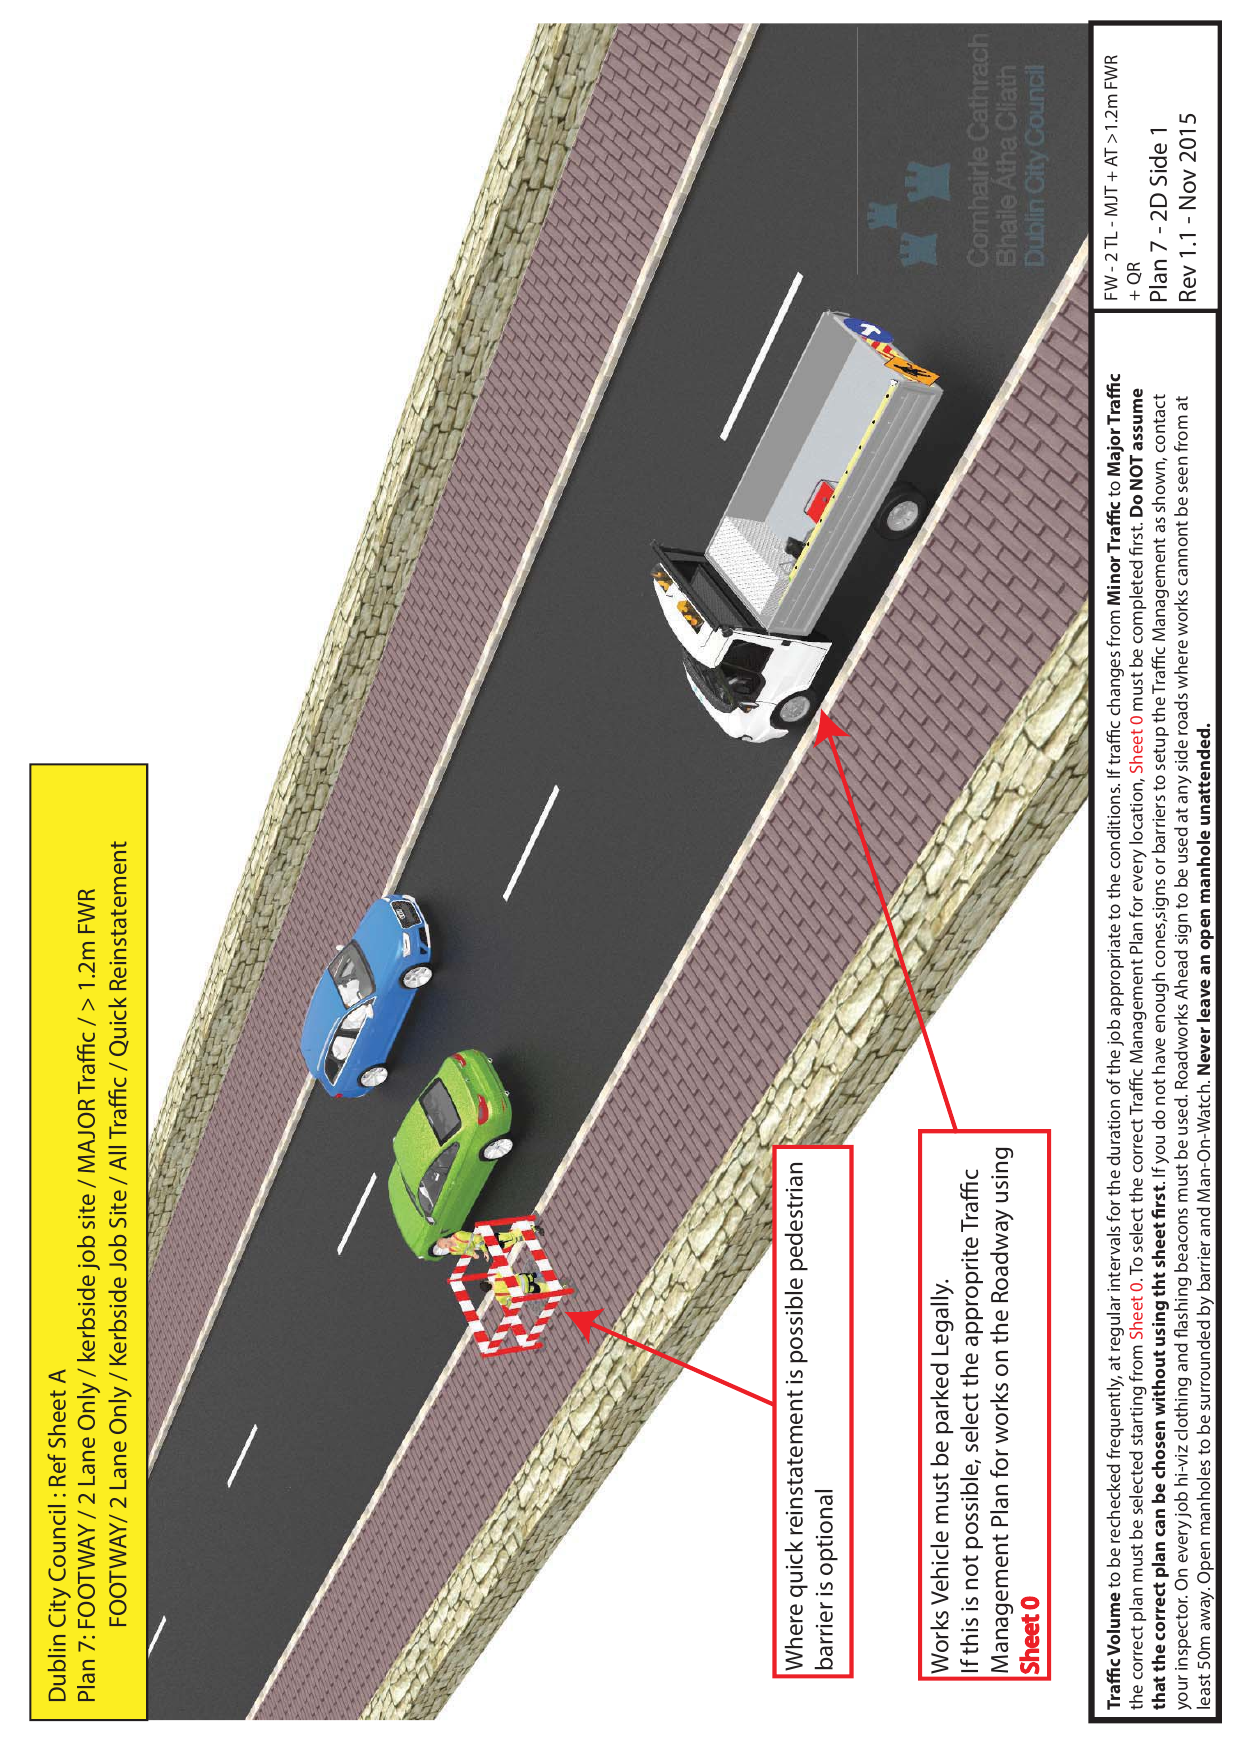 Dublin City Council : Ref Sheet A
Plan 7: FOOTWAY / 2 Lane Only / kerbside job site / MAJOR Traffic / > 1.2m FWR
FOOTWAY/ 2 Lane Only / Kerbside Job Site / All Traffic / Quick Reinstatement
Comhairle Cathrach
Bhaile Átha Cliath
Dublin City Council
Where quick reinstatement is possible pedestrian
barrier is optional
Works Vehicle must be parked Legally.
If this is not possible, select the approprite Traffic
Management Plan for works on the Roadway using
Sheet 0
Traffic Volume to be rechecked frequently, at regular intervals for the duration of the job appropriate to the conditions. If traffic changes from Minor Traffic to Major Traffic
the correct plan must be selected starting from Sheet 0. To select the correct Traffic Management Plan for every location, Sheet 0 must be completed first. Do NOT assume
that the correct plan can be chosen without using tht sheet first. If you do not have enough cones,signs or barriers to setup the Traffic Management as shown, contact
your inspector. On every job hi-viz clothing and flashing beacons must be used. Roadworks Ahead sign to be used at any side roads where works cannont be seen from at
least 50m away. Open manholes to be surrounded by barrier and Man-On-Watch. Never leave an open manhole unattended.
FW - 2 TL - MJT + AT >1.2m FWR
+ QR
Plan 7 - 2D Side 1
Rev 1.1 - Nov 2015